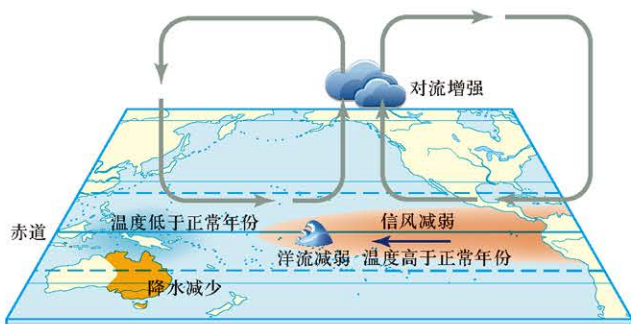 对流增强
温度低于正常年份
信风减弱
赤道
洋流减弱
温度高于正常年份
降水减少